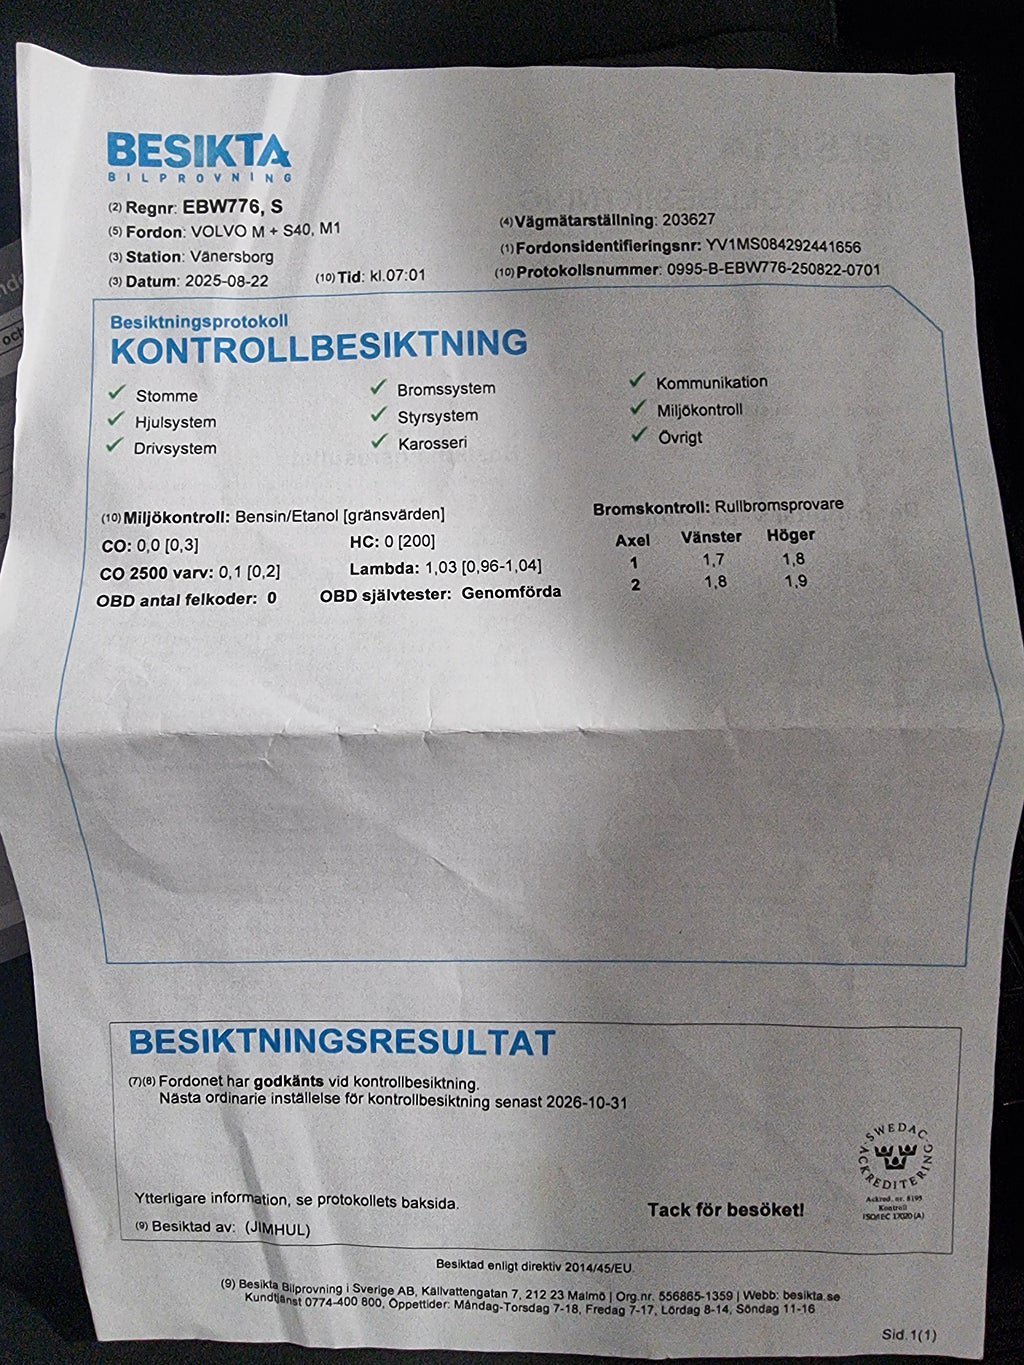 BESIKTA
BILPROVNING
(2) Regnr: EBW776, S
(5) Fordon: VOLVO M + S40, M1
(3) Station: Vänersborg
(3) Datum: 2025-08-22 (10) Tid: kl.07:01
(4) Vägmätarställning: 203627
(1) Fordonsidentifieringsnr: YV1MS084292441656
(10) Protokollsnummer: 0995-B-EBW776-250822-0701
Besiktningsprotokoll
KONTROLLBESIKTNING
✓ Stomme ✓ Bromssystem ✓ Kommunikation
✓ Hjulsystem ✓ Styrsystem ✓ Miljökontroll
✓ Drivsystem ✓ Karosseri ✓ Övrigt
(10) Miljökontroll: Bensin/Etanol [gränsvärden]
CO: 0,0 [0,3] HC: 0 [200]
CO 2500 varv: 0,1 [0,2] Lambda: 1,03 [0,96-1,04]
OBD antal felkoder: 0 OBD självtester: Genomförda
Bromskontroll: Rullbromsprovare
Axel Vänster Höger
1 1,7 1,8
2 1,8 1,9
BESIKTNINGSRESULTAT
(7)(8) Fordonet har godkänts vid kontrollbesiktning.
Nästa ordinarie inställelse för kontrollbesiktning senast 2026-10-31
SWEDAC
ACKREDITERING
Ackred. nr. 8195
Kontroll
ISO/IEC 17020 (A)
Ytterligare information, se protokollets baksida.
Tack för besöket!
(9) Besiktad av: (JIMHUL)
Besiktad enligt direktiv 2014/45/EU
(9) Besikta Bilprovning i Sverige AB, Källvattengatan 7, 212 23 Malmö | Org.nr. 556865-1359 | Webb: besikta.se
Kundtjänst 0774-400 800, Öppettider: Måndag-Torsdag 7-18, Fredag 7-17, Lördag 8-14, Söndag 11-16
Sid.1(1)